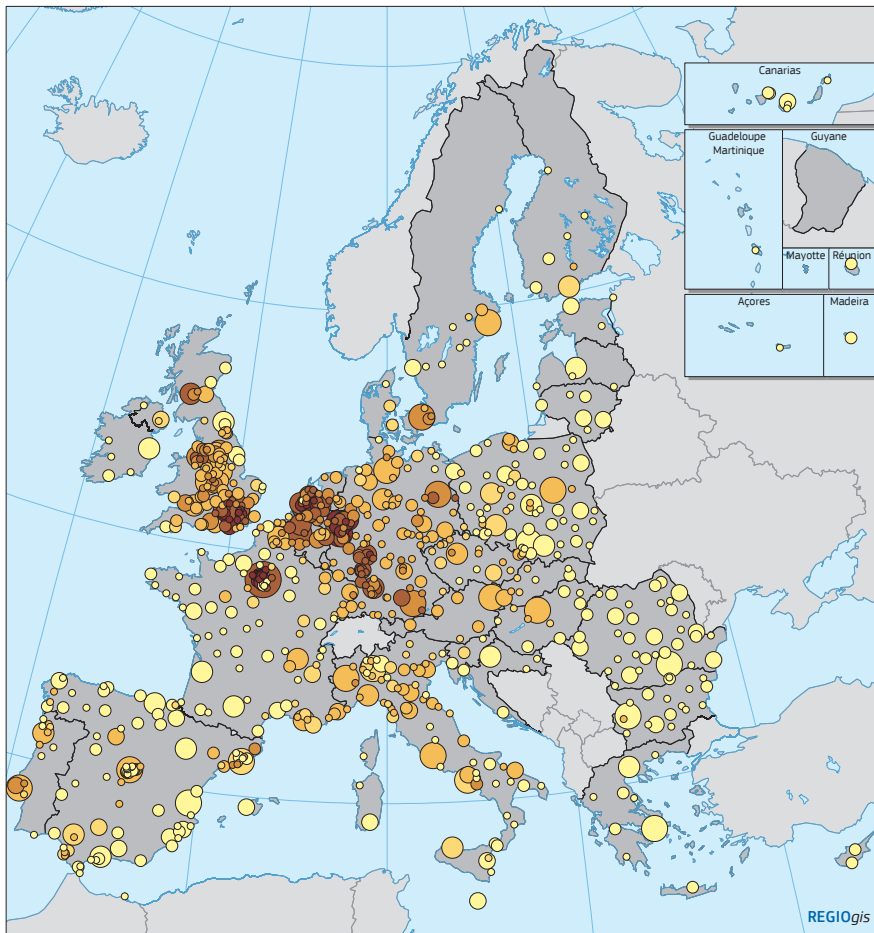 Canarias
Guadeloupe
Martinique
Guyane
Mayotte
Réunion
Açores
Madeira
REGIOgis